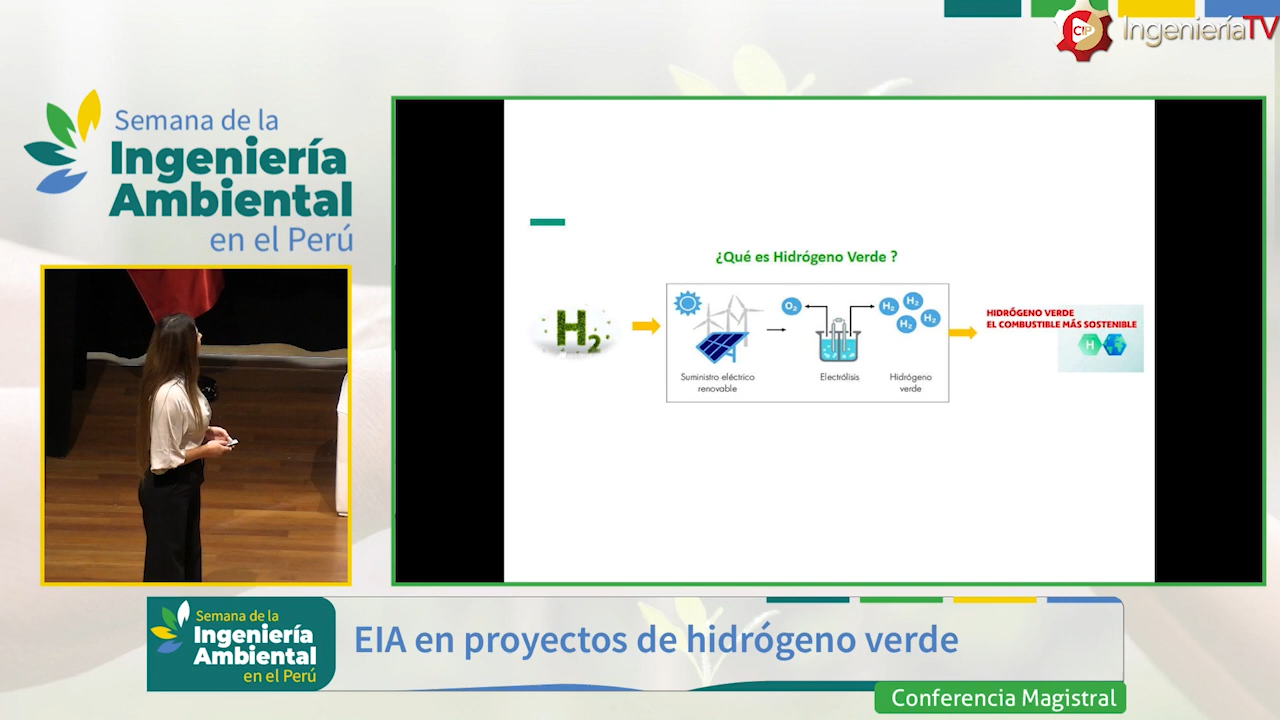 CIP IngenieríaTV
Semana de la
Ingeniería
Ambiental
en el Perú
¿Qué es Hidrógeno Verde ?
H2
O₂
H₂
H₂
H₂
H₂
Suministro eléctrico
renovable
Electrólisis
Hidrógeno
verde
HIDRÓGENO VERDE
EL COMBUSTIBLE MÁS SOSTENIBLE
H
Semana de la
Ingeniería
Ambiental
en el Perú
EIA en proyectos de hidrógeno verde
Conferencia Magistral